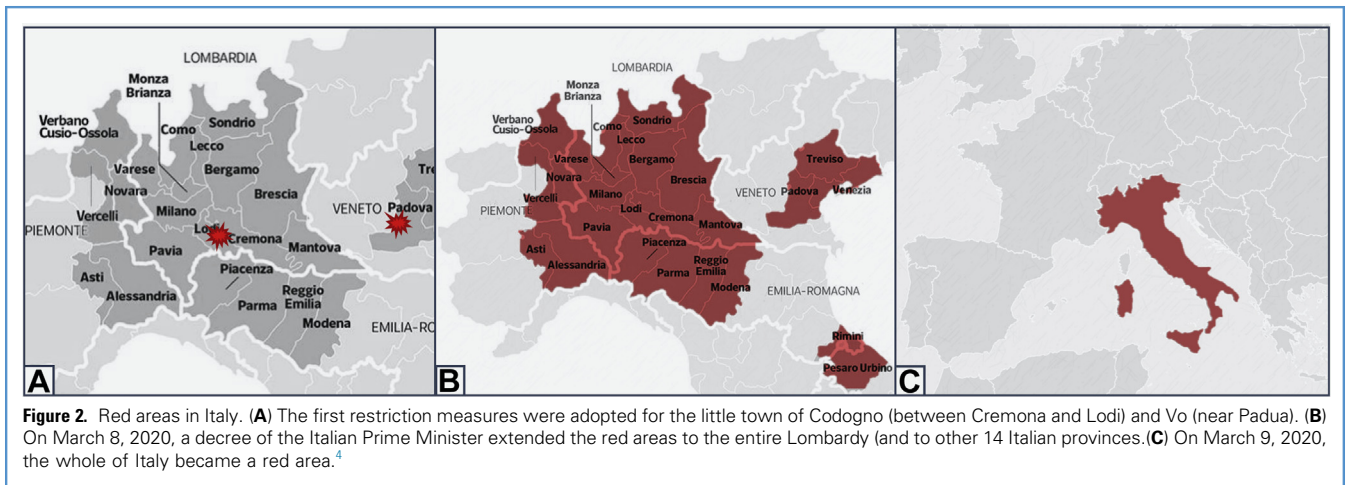 LOMBARDIA
Monza
Brianza
Verbano
Cusio-Ossola
Como
Sondrio
Lecco
Varese
Bergamo
Novara
Brescia
Vercelli
Milano
PIEMONTE
Lodi
Cremona
Pavia
Mantova
Asti
Piacenza
Alessandria
Parma
Reggio
Emilia
Modena
Tre
VENETO Padova
EMILIA-RO
A
LOMBARDIA
Monza
Brianza
Verbano
Cusio-Ossola
Como
Sondrio
Lecco
Varese
Bergamo
Novara
Brescia
Milano
Vercelli
PIEMONTE
Lodi
Cremona
Pavia
Mantova
Asti
Piacenza
Alessandria
Parma
Reggio
Emilia
Modena
Treviso
VENETO Padova Venezia
EMILIA-ROMAGNA
Rimini
Pesaro Urbino
B
C
Figure 2. Red areas in Italy. (A) The first restriction measures were adopted for the little town of Codogno (between Cremona and Lodi) and Vo (near Padua). (B)
On March 8, 2020, a decree of the Italian Prime Minister extended the red areas to the entire Lombardy (and to other 14 Italian provinces.(C) On March 9, 2020,
the whole of Italy became a red area.4